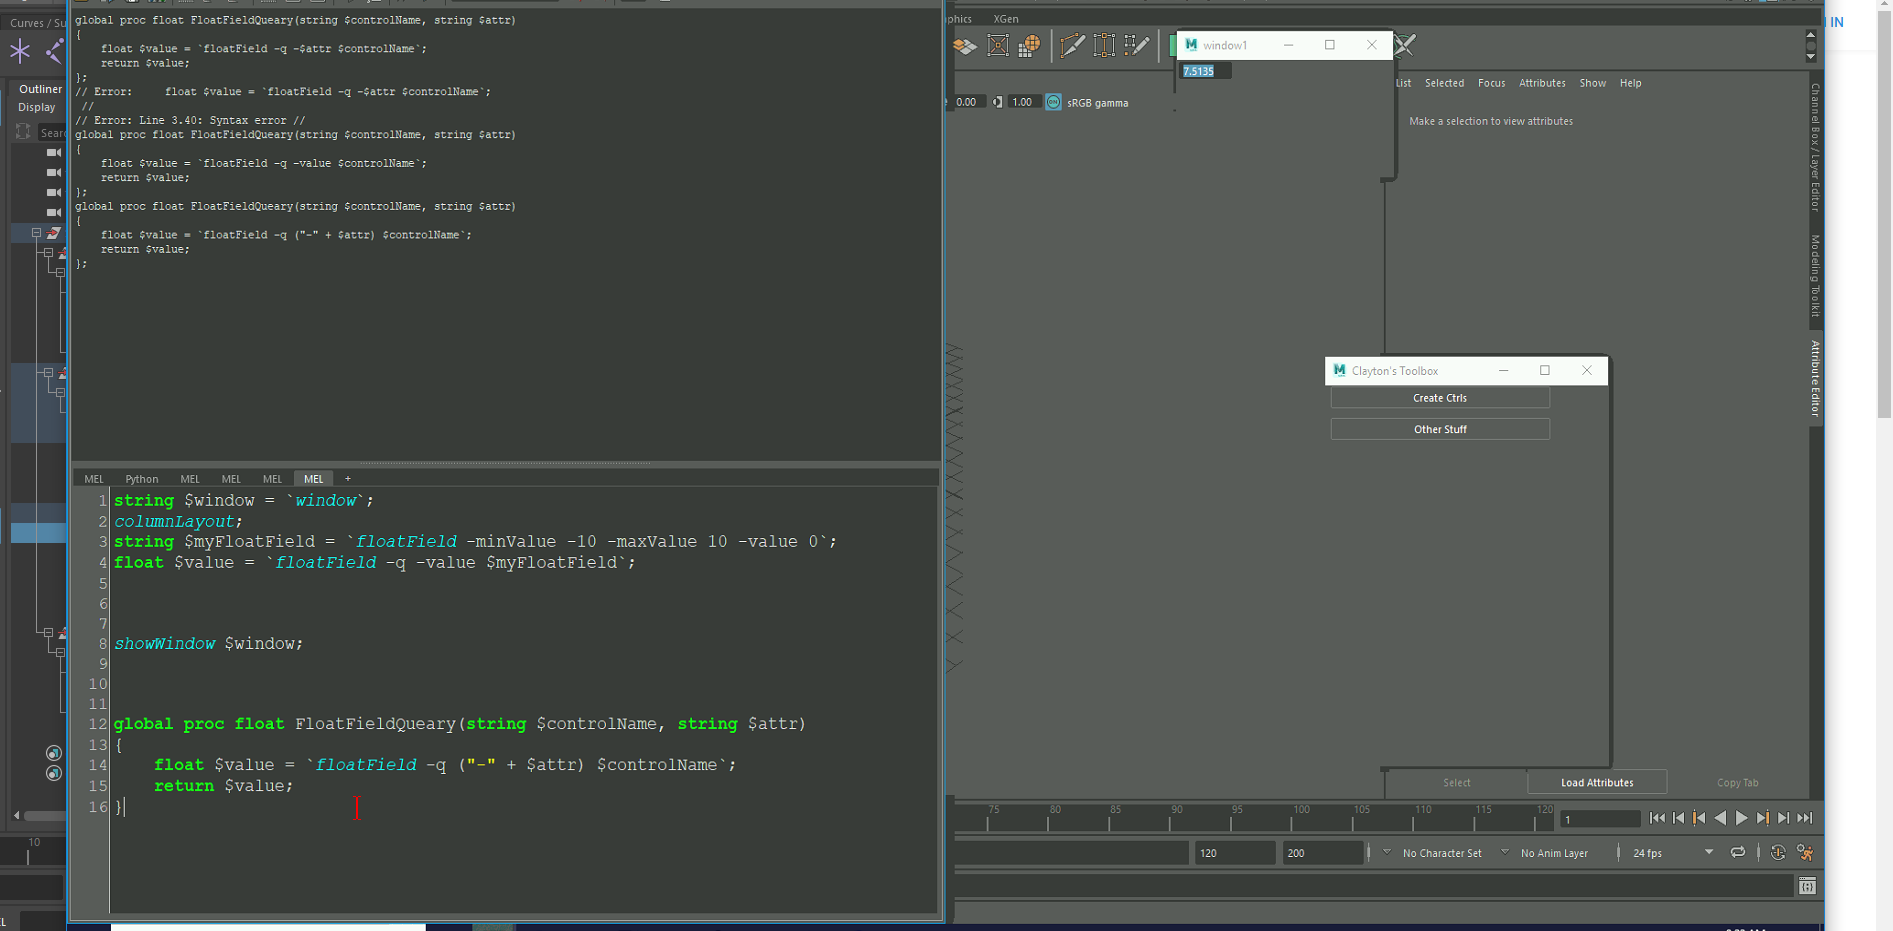 Curves / Su
Outliner
Display
Sear
global proc float FloatFieldQueary(string $controlName, string $attr)
{
float $value = `floatField -q -$attr $controlName`;
return $value;
};
// Error:     float $value = `floatField -q -$attr $controlName`;
//
// Error: Line 3.40: Syntax error //
global proc float FloatFieldQueary(string $controlName, string $attr)
{
float $value = `floatField -q -value $controlName`;
return $value;
};
global proc float FloatFieldQueary(string $controlName, string $attr)
{
float $value = `floatField -q ("-" + $attr) $controlName`;
return $value;
};
MEL Python MEL MEL MEL MEL +
1 string $window = `window`;
2 columnLayout;
3 string $myFloatField = `floatField -minValue -10 -maxValue 10 -value 0`;
4 float $value = `floatField -q -value $myFloatField`;
5
6
7
8 showWindow $window;
9
10
11
12 global proc float FloatFieldQueary(string $controlName, string $attr)
13 {
14 float $value = `floatField -q ("-" + $attr) $controlName`;
15 return $value;
16 }
10
phics XGen
window1
7.5135
0.00 1.00 ON sRGB gamma
List Selected Focus Attributes Show Help
Make a selection to view attributes
Channel Box / Layer Editor
Modeling Toolkit
Attribute Editor
Clayton's Toolbox
Create Ctrls
Other Stuff
Select Load Attributes Copy Tab
75 80 85 90 95 100 105 110 115 120
1
120 200 No Character Set No Anim Layer 24 fps
IN